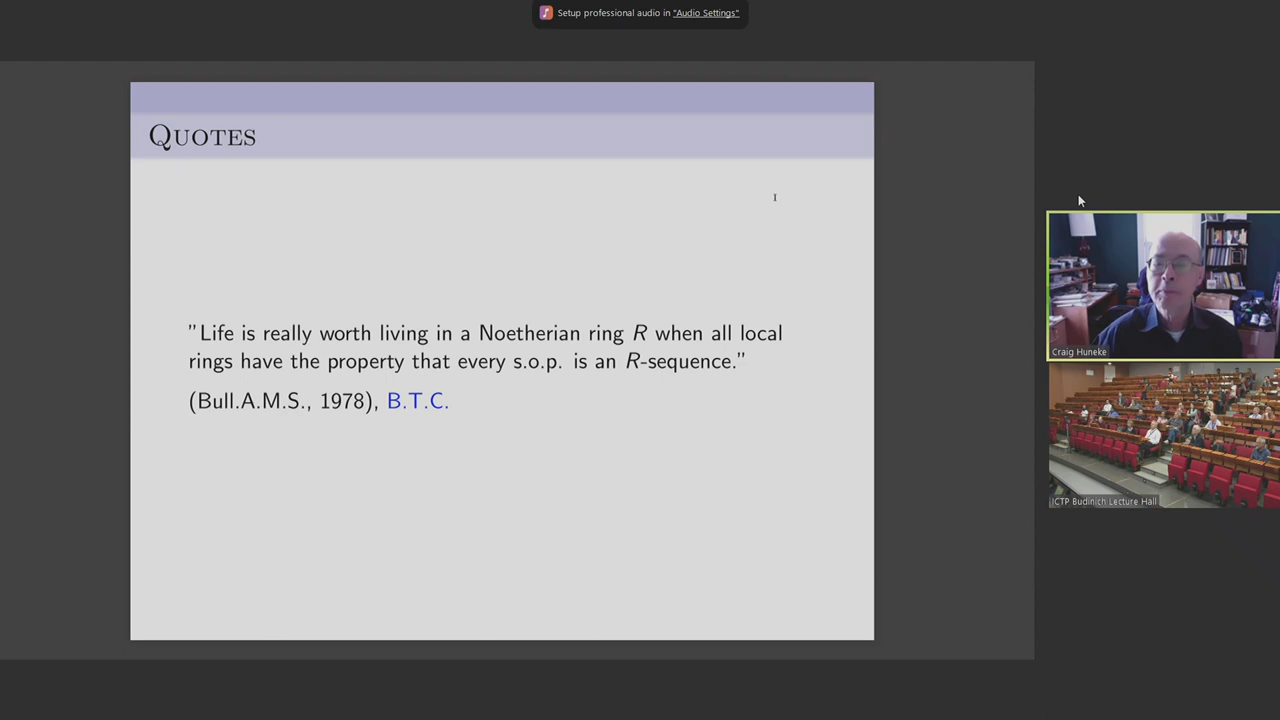 Setup professional audio in "Audio Settings"
QUOTES
"Life is really worth living in a Noetherian ring R when all local
rings have the property that every s.o.p. is an R-sequence."
(Bull.A.M.S., 1978), B.T.C.
Craig Huneke
ICTP Budinich Lecture Hall